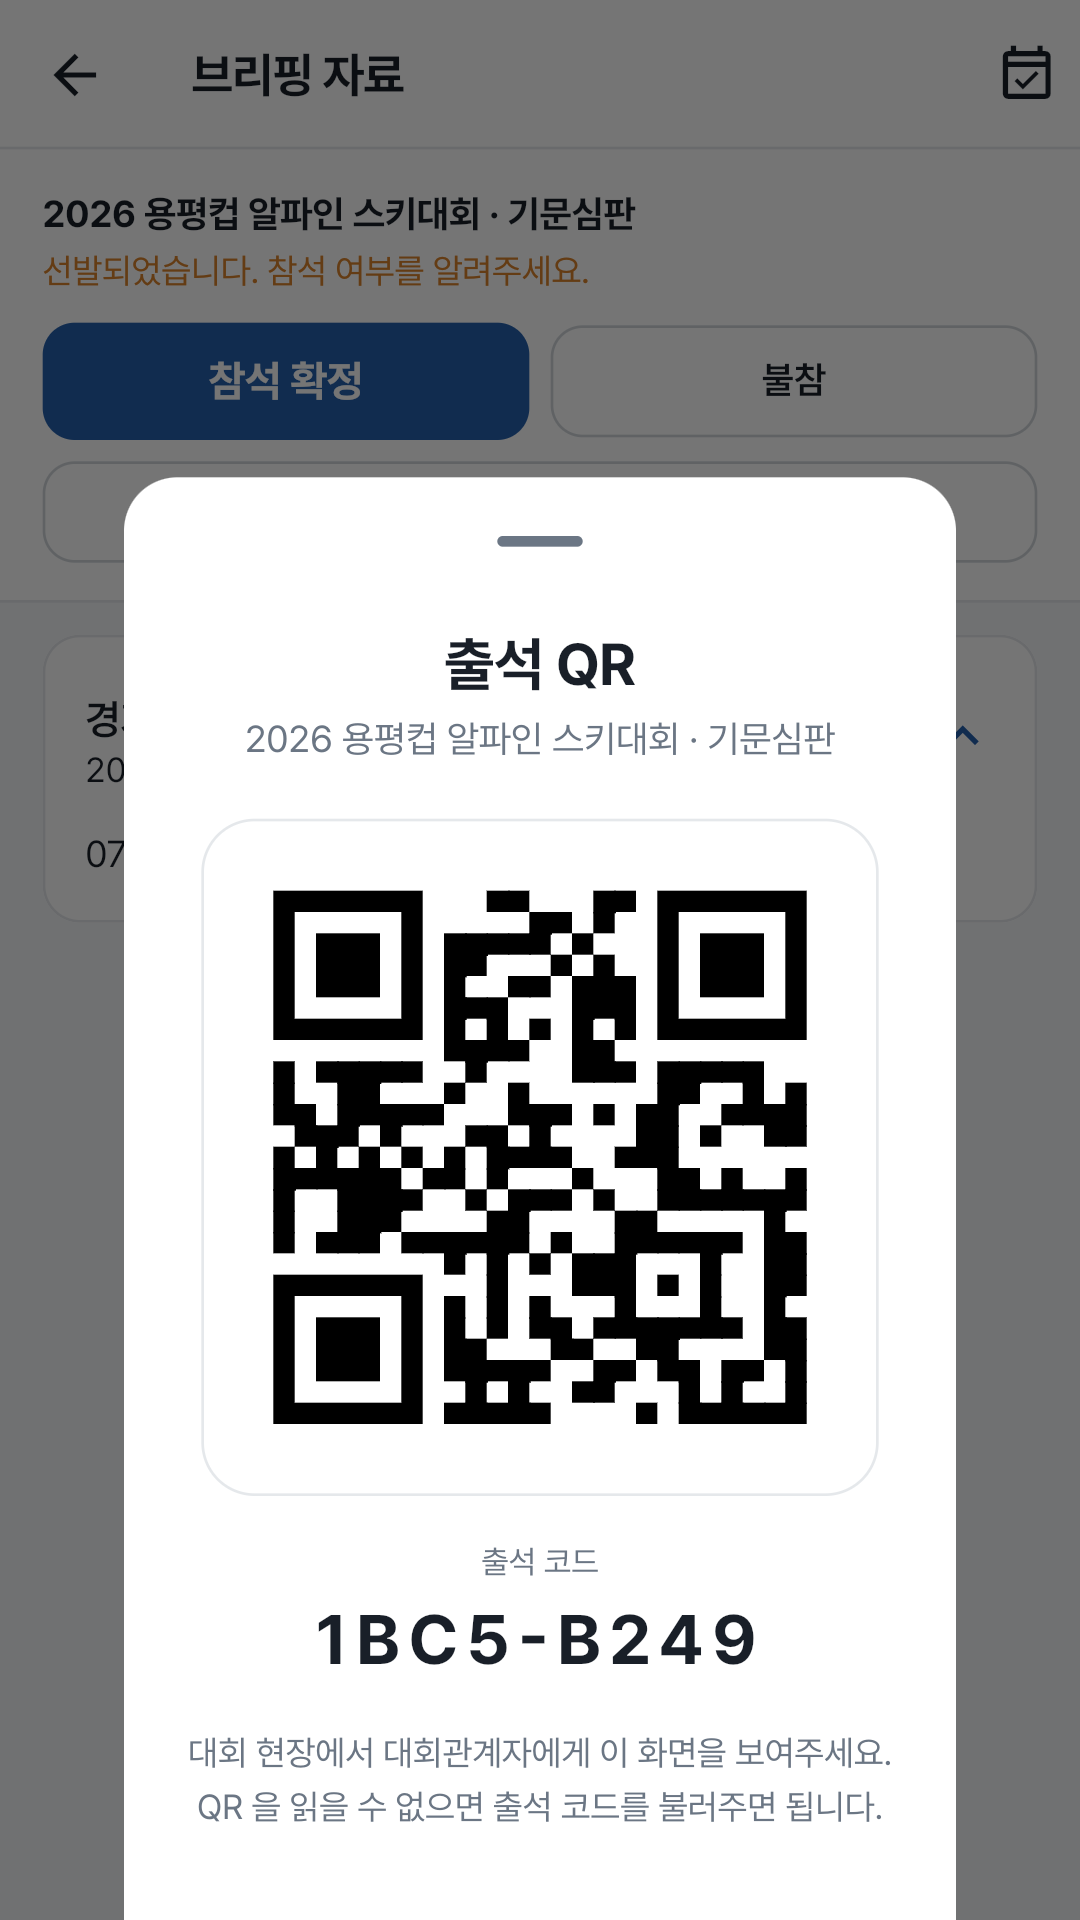 브리핑 자료
2026 용평컵 알파인 스키대회 · 기문심판
선발되었습니다. 참석 여부를 알려주세요.
참석 확정
불참
20
07
출석 QR
2026 용평컵 알파인 스키대회 · 기문심판
출석 코드
1BC5-B249
대회 현장에서 대회관계자에게 이 화면을 보여주세요.
QR 을 읽을 수 없으면 출석 코드를 불러주면 됩니다.